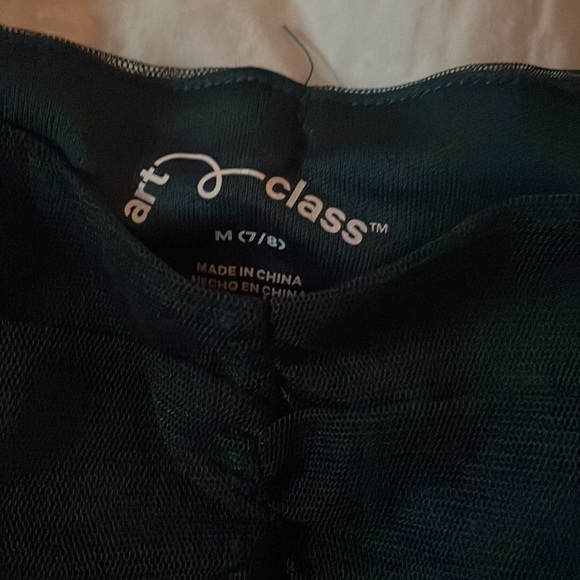 art class™
M (7/8)
MADE IN CHINA
HECHO EN CHINA